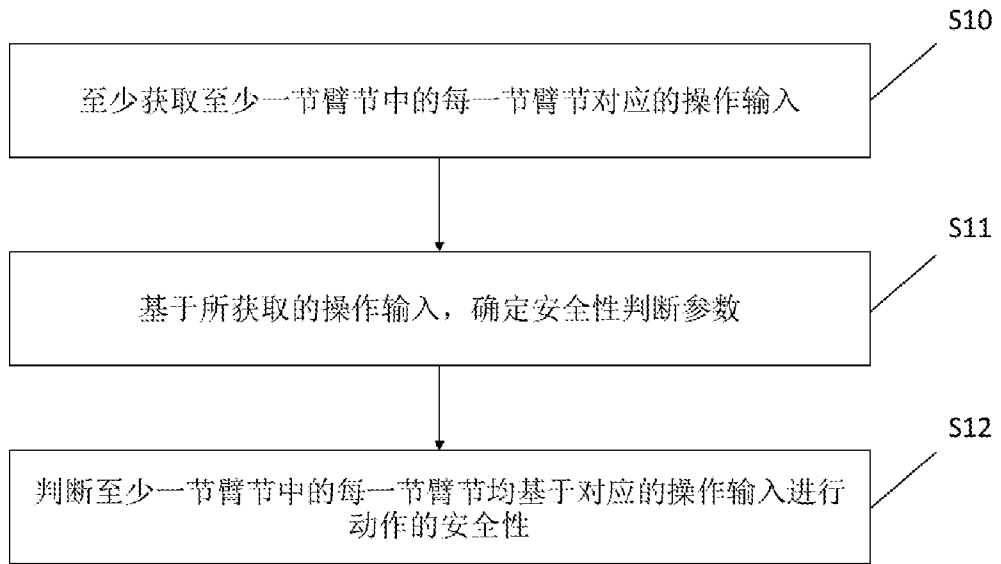 S10
至少获取至少一节臂节中的每一节臂节对应的操作输入
S11
基于所获取的操作输入，确定安全性判断参数
S12
判断至少一节臂节中的每一节臂节均基于对应的操作输入进行
动作的安全性